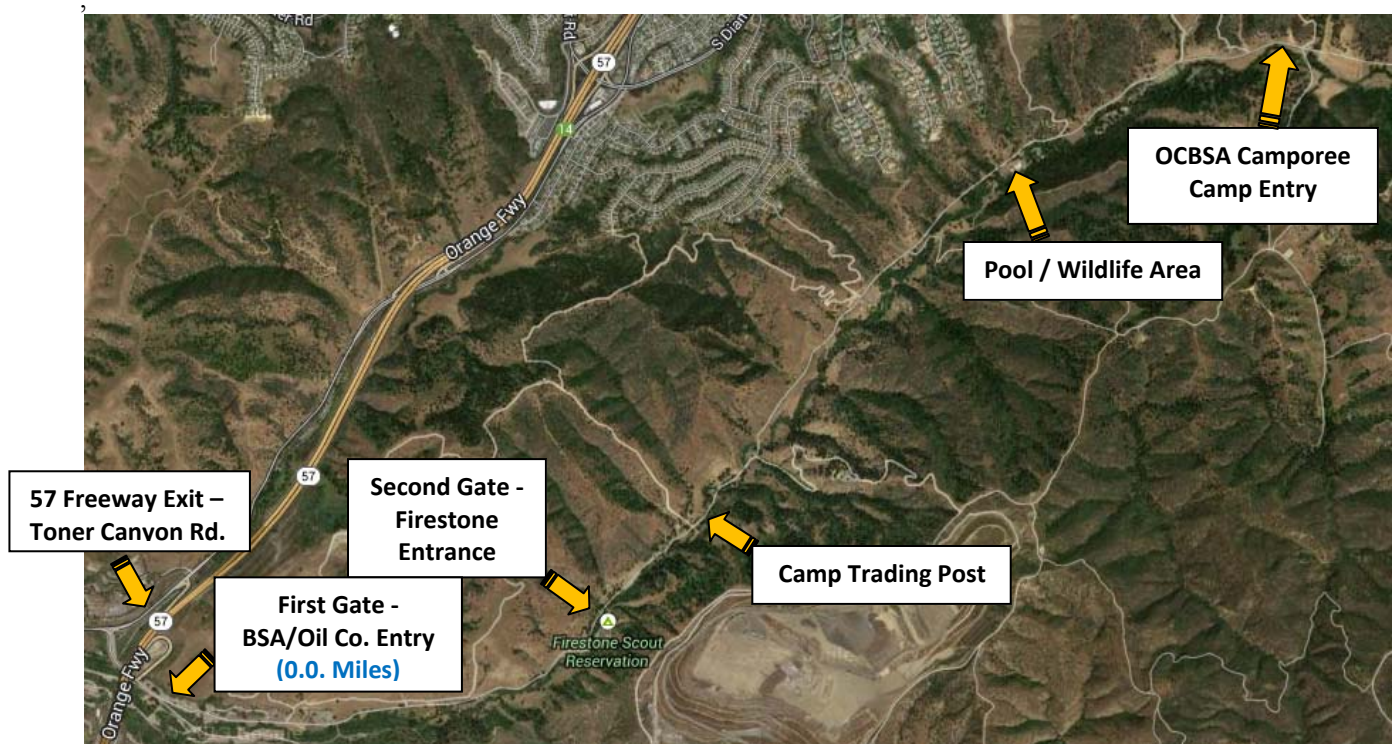 ,
57
S Dian
14
Orange Fwy
OCBSA Camporee
Camp Entry
Pool / Wildlife Area
57
57 Freeway Exit –
Toner Canyon Rd.
Second Gate -
Firestone
Entrance
Camp Trading Post
First Gate -
BSA/Oil Co. Entry
(0.0. Miles)
57
Firestone Scout
Reservation
Orange Fwy